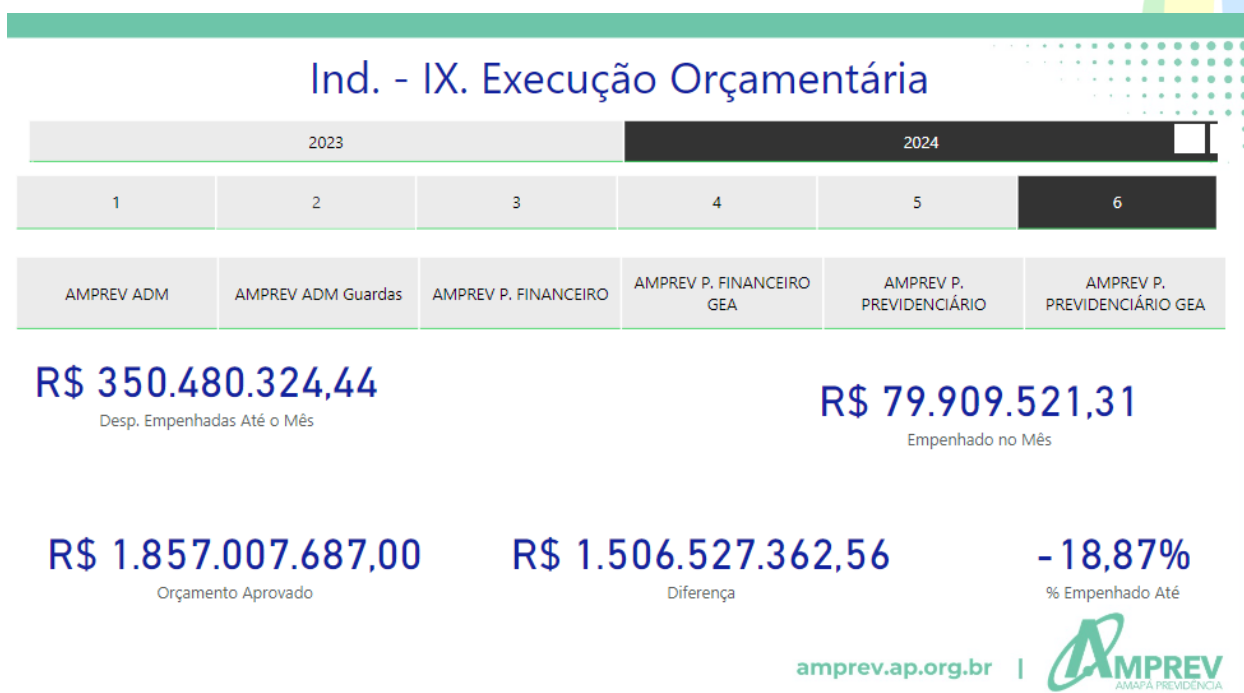 Ind. - IX. Execução Orçamentária
2023
2024
1
2
3
4
5
6
AMPREV ADM
AMPREV ADM Guardas
AMPREV P. FINANCEIRO
AMPREV P. FINANCEIRO
GEA
AMPREV P.
PREVIDENCIÁRIO
AMPREV P.
PREVIDENCIÁRIO GEA
R$ 350.480.324,44
Desp. Empenhadas Até o Mês
R$ 79.909.521,31
Empenhado no Mês
R$ 1.857.007.687,00
Orçamento Aprovado
R$ 1.506.527.362,56
Diferença
-18,87%
% Empenhado Até
amprev.ap.org.br |
AMPREV
AMAPÁ PREVIDÊNCIA